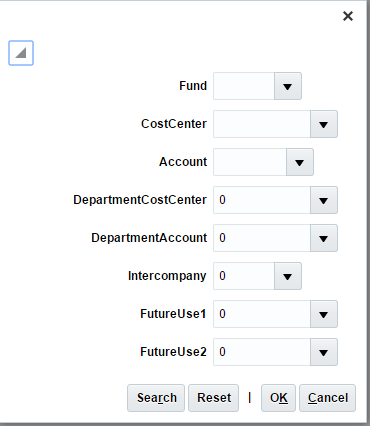 Fund
CostCenter
Account
DepartmentCostCenter 0
DepartmentAccount 0
Intercompany 0
FutureUse1 0
FutureUse2 0
Search Reset | OK Cancel